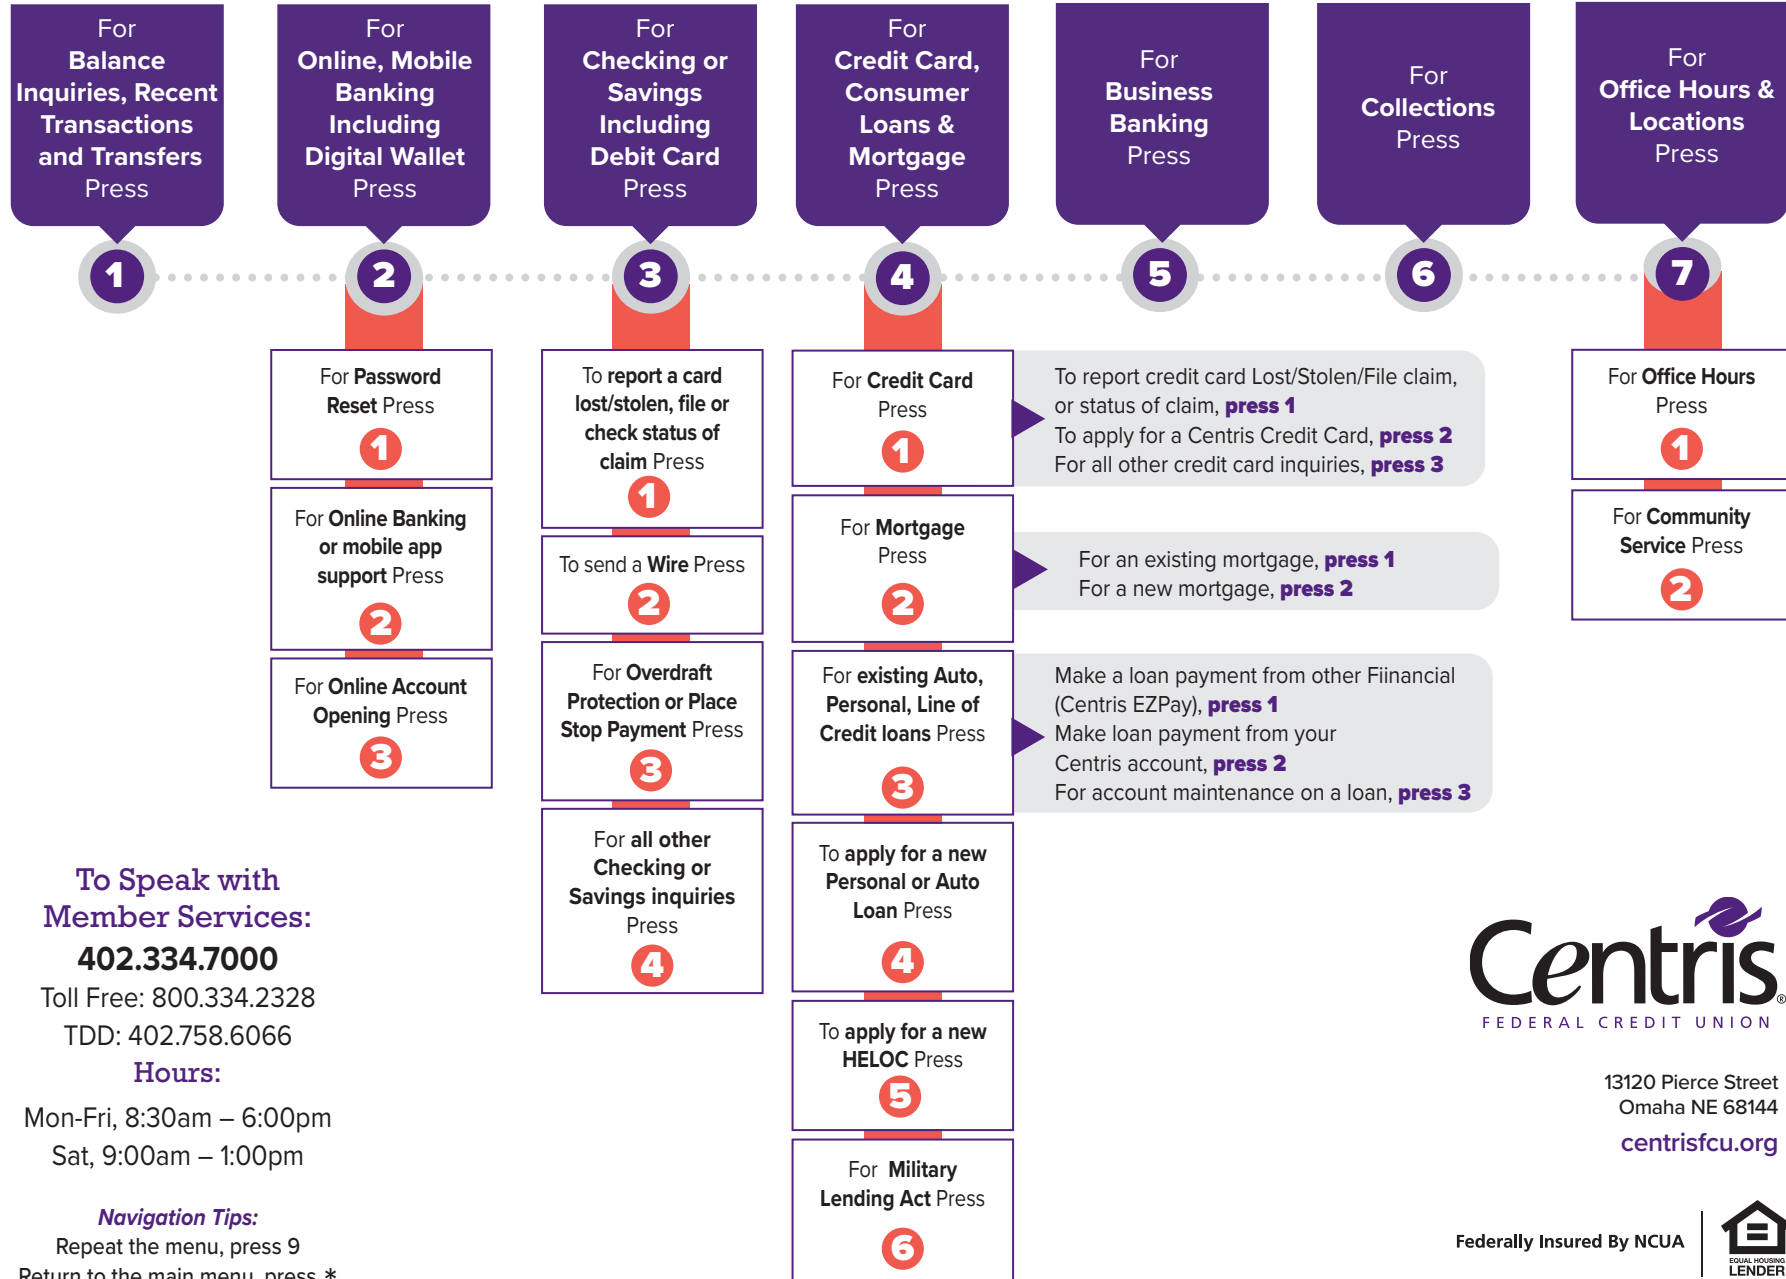 For
Balance
Inquiries, Recent
Transactions
and Transfers
Press
1
For
Online, Mobile
Banking
Including
Digital Wallet
Press
2
For
Checking or
Savings
Including
Debit Card
Press
3
For
Credit Card,
Consumer
Loans &
Mortgage
Press
4
For
Business
Banking
Press
5
For
Collections
Press
6
For
Office Hours &
Locations
Press
7
For Password
Reset Press
1
For Online Banking
or mobile app
support Press
2
For Online Account
Opening Press
3
To report a card
lost/stolen, file or
check status of
claim Press
1
To send a Wire Press
2
For Overdraft
Protection or Place
Stop Payment Press
3
For all other
Checking or
Savings inquiries
Press
4
For Credit Card
Press
1
To report credit card Lost/Stolen/File claim,
or status of claim, press 1
To apply for a Centris Credit Card, press 2
For all other credit card inquiries, press 3
For Mortgage
Press
2
For an existing mortgage, press 1
For a new mortgage, press 2
For existing Auto,
Personal, Line of
Credit loans Press
3
Make a loan payment from other Fiinancial
(Centris EZPay), press 1
Make loan payment from your
Centris account, press 2
For account maintenance on a loan, press 3
To apply for a new
Personal or Auto
Loan Press
4
To apply for a new
HELOC Press
5
For Military
Lending Act Press
6
For Office Hours
Press
1
For Community
Service Press
2
To Speak with
Member Services:
402.334.7000
Toll Free: 800.334.2328
TDD: 402.758.6066
Hours:
Mon-Fri, 8:30am – 6:00pm
Sat, 9:00am – 1:00pm
Navigation Tips:
Repeat the menu, press 9
Return to the main menu, press *
Centris®
FEDERAL CREDIT UNION
13120 Pierce Street
Omaha NE 68144
centrisfcu.org
Federally Insured By NCUA
EQUAL HOUSING
LENDER